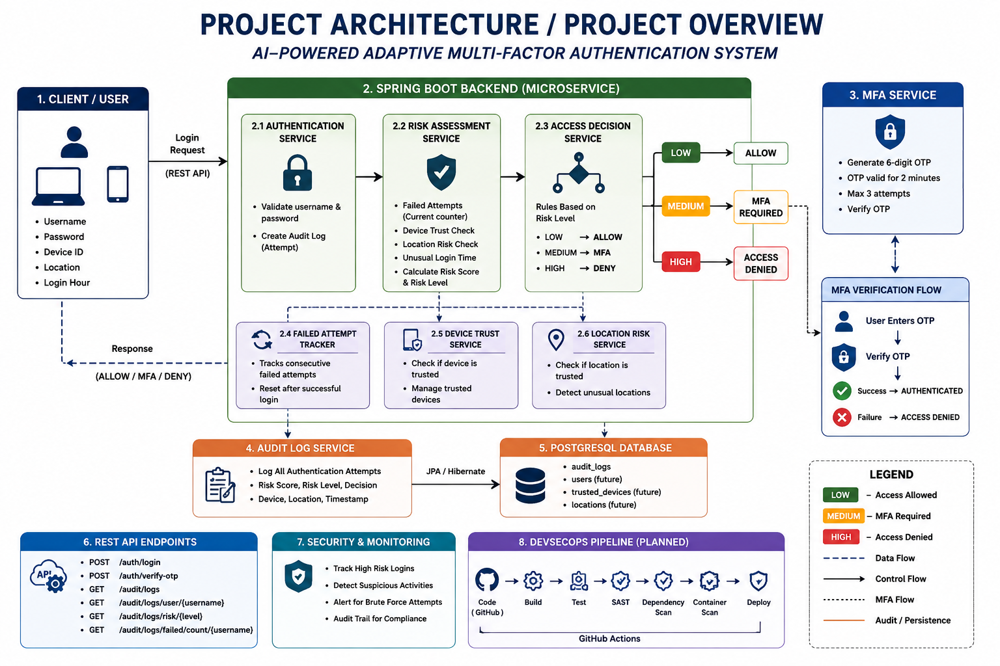 PROJECT ARCHITECTURE / PROJECT OVERVIEW
AI–POWERED ADAPTIVE MULTI-FACTOR AUTHENTICATION SYSTEM
1. CLIENT / USER
• Username
• Password
• Device ID
• Location
• Login Hour
Login
Request
(REST API)
Response
(ALLOW / MFA / DENY)
2. SPRING BOOT BACKEND (MICROSERVICE)
2.1 AUTHENTICATION
SERVICE
• Validate username &
password
• Create Audit Log
(Attempt)
2.2 RISK ASSESSMENT
SERVICE
• Failed Attempts
(Current counter)
• Device Trust Check
• Location Risk Check
• Unusual Login Time
• Calculate Risk Score
& Risk Level
2.3 ACCESS DECISION
SERVICE
Rules Based on
Risk Level
• LOW → ALLOW
• MEDIUM → MFA
• HIGH → DENY
LOW
ALLOW
MEDIUM
MFA
REQUIRED
HIGH
ACCESS
DENIED
2.4 FAILED ATTEMPT
TRACKER
• Tracks consecutive
failed attempts
• Reset after successful
login
2.5 DEVICE TRUST
SERVICE
• Check if device is
trusted
• Manage trusted
devices
2.6 LOCATION RISK
SERVICE
• Check if location is
trusted
• Detect unusual locations
3. MFA SERVICE
• Generate 6-digit OTP
• OTP valid for 2 minutes
• Max 3 attempts
• Verify OTP
MFA VERIFICATION FLOW
User Enters OTP
Verify OTP
Success → AUTHENTICATED
Failure → ACCESS DENIED
4. AUDIT LOG SERVICE
• Log All Authentication Attempts
• Risk Score, Risk Level, Decision
• Device, Location, Timestamp
JPA / Hibernate
5. POSTGRESQL DATABASE
• audit_logs
• users (future)
• trusted_devices (future)
• locations (future)
6. REST API ENDPOINTS
API
• POST /auth/login
• POST /auth/verify-otp
• GET /audit/logs
• GET /audit/logs/user/{username}
• GET /audit/logs/risk/{level}
• GET /audit/logs/failed/count/{username}
7. SECURITY & MONITORING
• Track High Risk Logins
• Detect Suspicious Activities
• Alert for Brute Force Attempts
• Audit Trail for Compliance
8. DEVSECOPS PIPELINE (PLANNED)
Code
(GitHub)
Build
Test
SAST
Dependency
Scan
Container
Scan
Deploy
GitHub Actions
LEGEND
LOW – Access Allowed
MEDIUM – MFA Required
HIGH – Access Denied
Data Flow
Control Flow
MFA Flow
Audit / Persistence